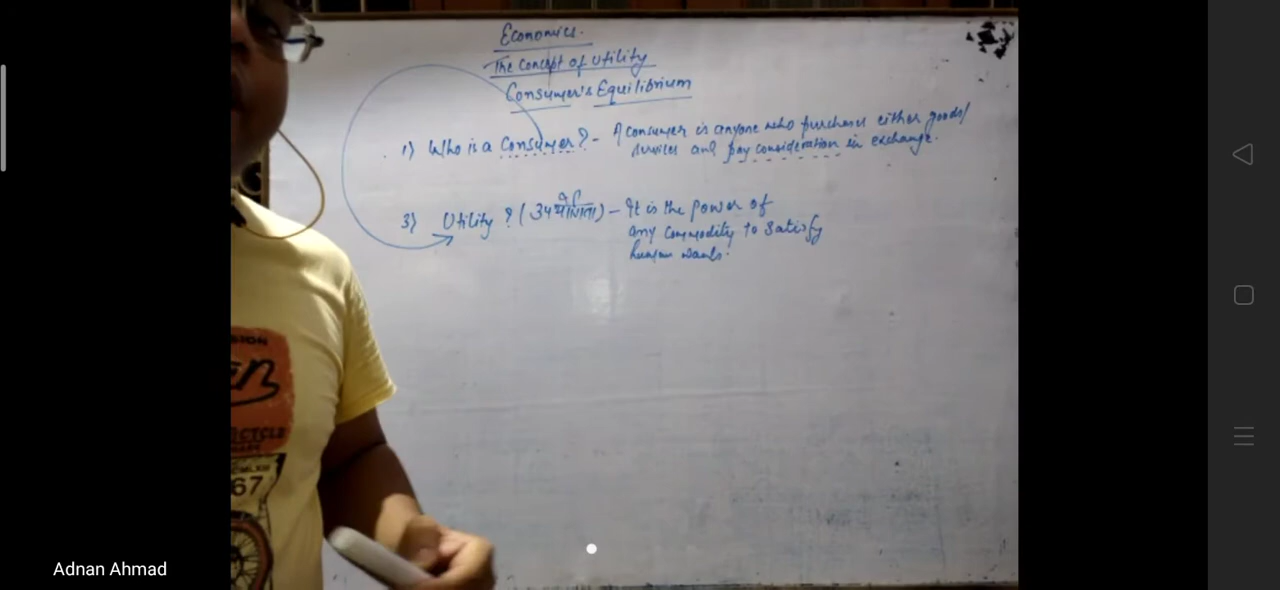 Economics.
The Concept of Utility
Consumer's Equilibrium
1) Who is a Consumer? - A consumer is anyone who purchases either goods/
services and pay consideration in exchange.
3) Utility? ( ) - It is the power of
any commodity to satisfy
human wants.
67
Adnan Ahmad